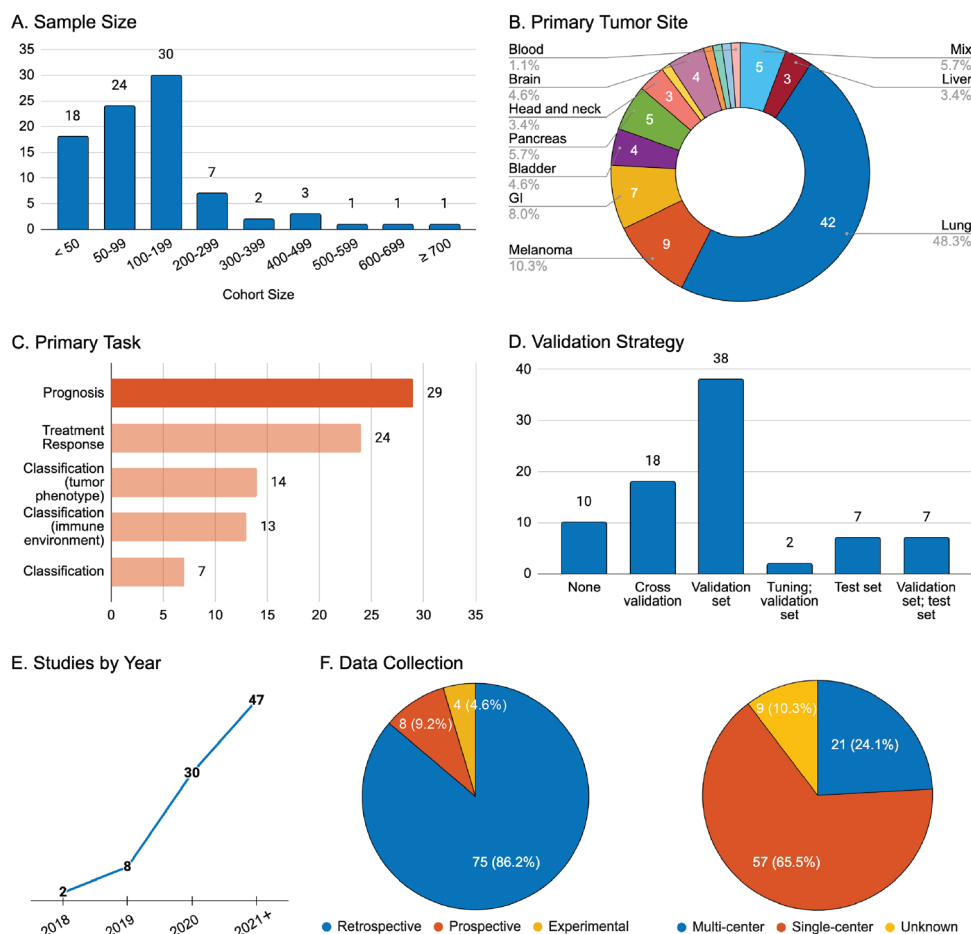 A. Sample Size
35
30
25
20
15
10
5
0
18
24
30
7
2
3
1
1
1
< 50
50-99
100-199
200-299
300-399
400-499
500-599
600-699
≥ 700
Cohort Size
B. Primary Tumor Site
Blood
1.1%
Brain
4.6%
Head and neck
3.4%
Pancreas
5.7%
Bladder
4.6%
GI
8.0%
Melanoma
10.3%
Mix
5.7%
Liver
3.4%
Lung
48.3%
5
3
42
9
7
4
5
3
4
C. Primary Task
Prognosis
29
Treatment
Response
24
Classification
(tumor
phenotype)
14
Classification
(immune
environment)
13
Classification
7
0
5
10
15
20
25
30
35
D. Validation Strategy
40
30
20
10
0
10
18
38
2
7
7
None
Cross
validation
Validation
set
Tuning;
validation
set
Test set
Validation
set; test
set
E. Studies by Year
2
8
30
47
2018
2019
2020
2021+
F. Data Collection
4 (4.6%)
8 (9.2%)
75 (86.2%)
Retrospective Prospective Experimental
9 (10.3%)
21 (24.1%)
57 (65.5%)
Multi-center Single-center Unknown